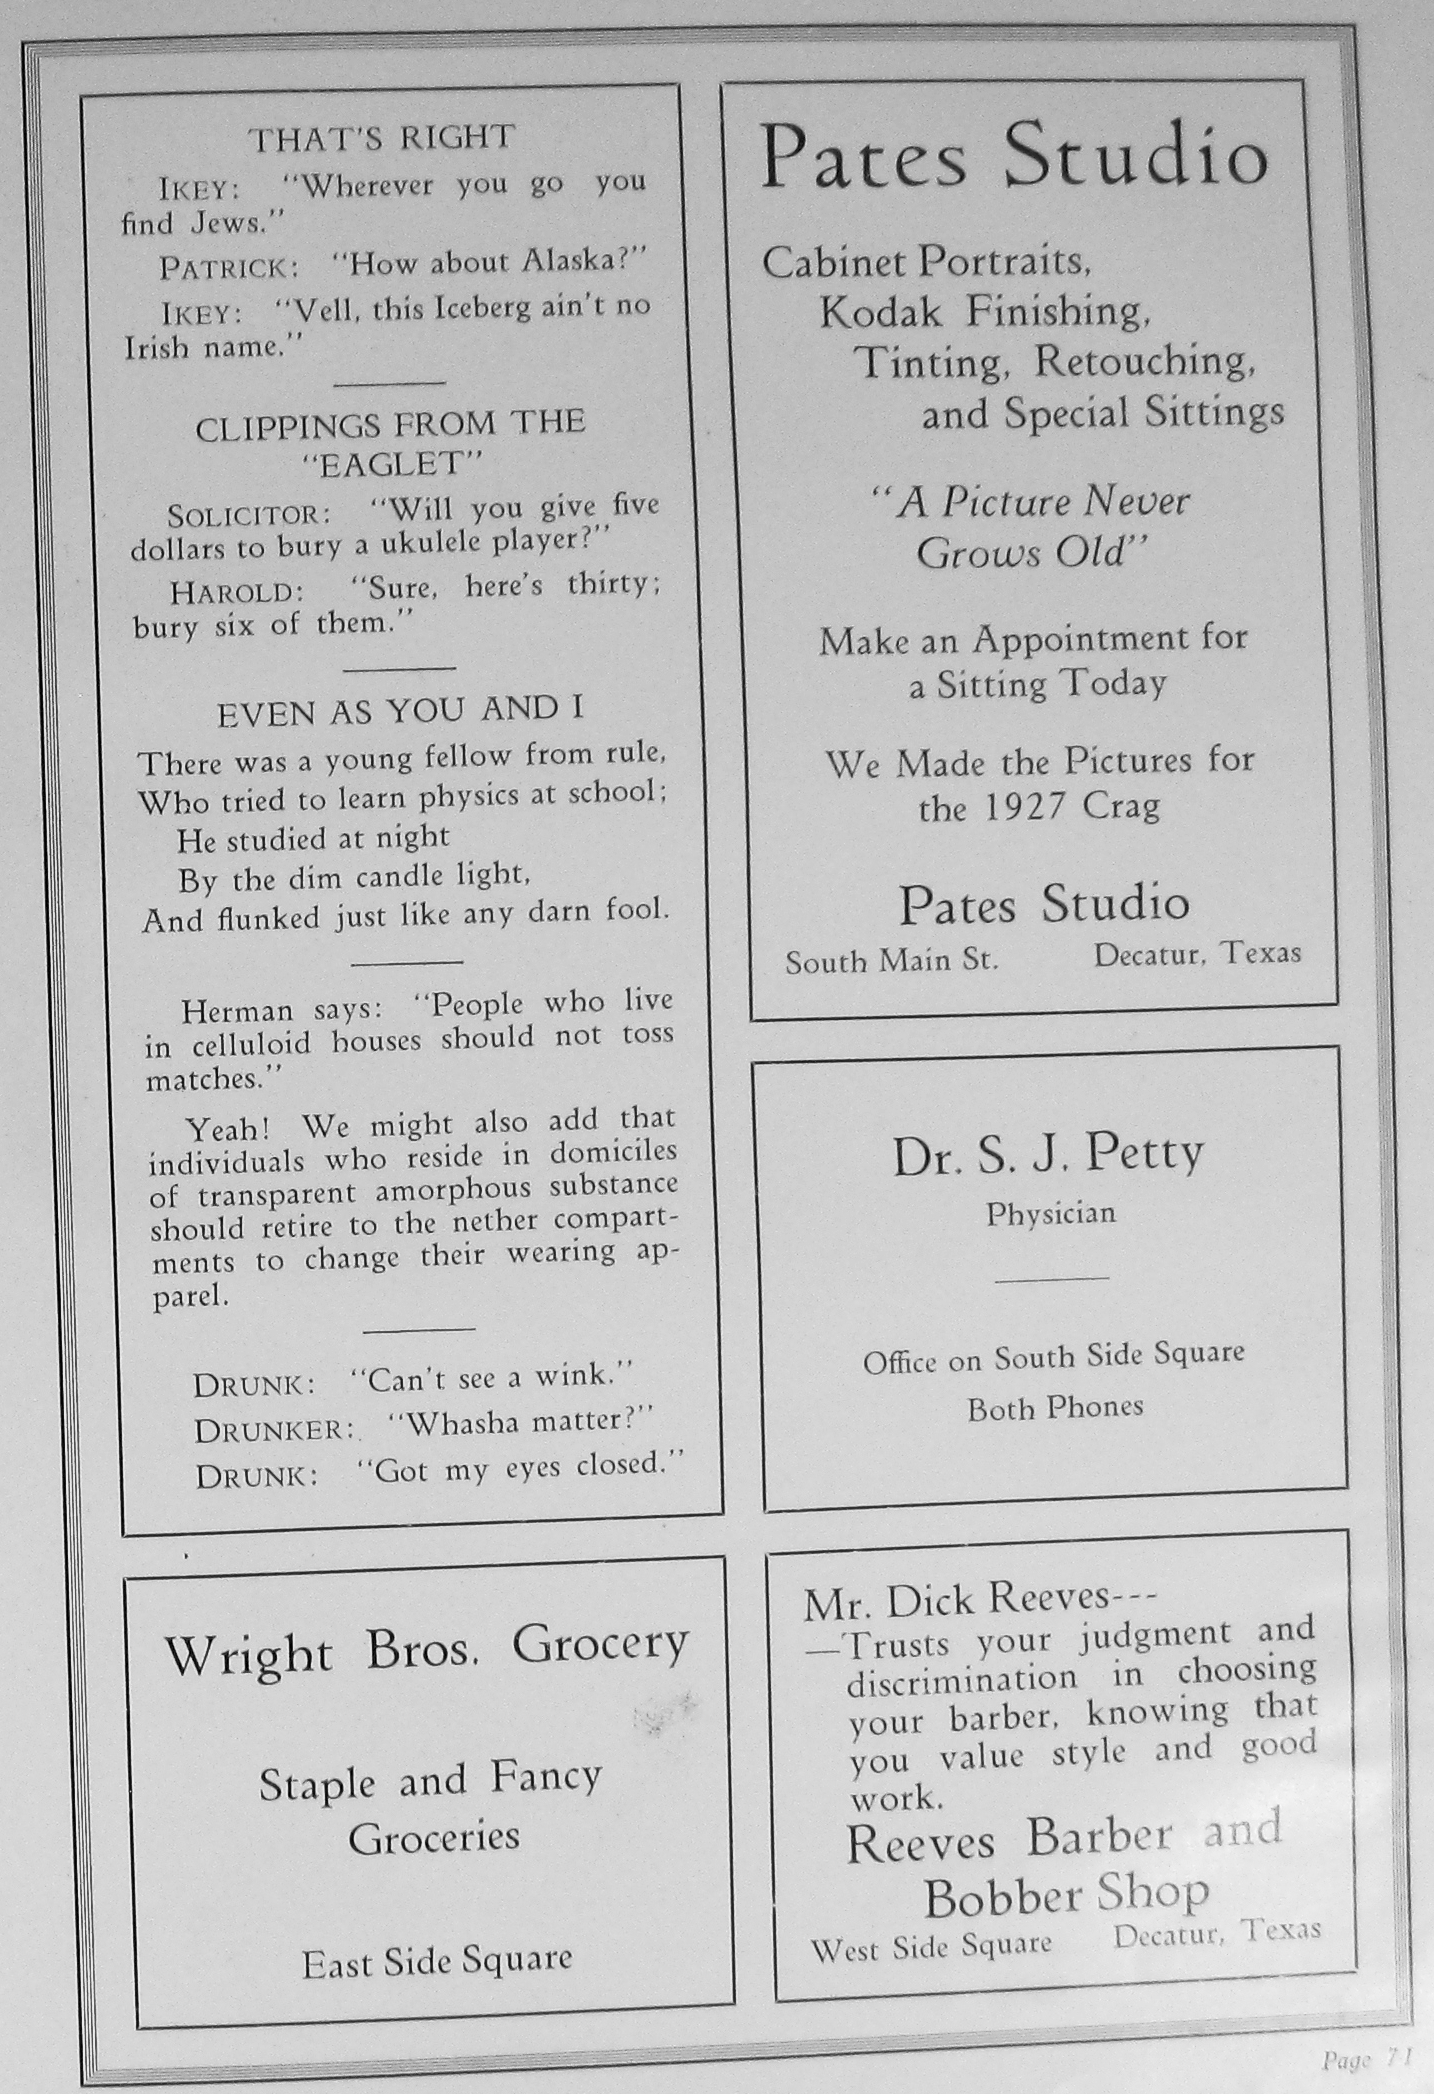 THAT'S RIGHT
IKEY: "Wherever you go you
find Jews."
PATRICK: "How about Alaska?"
IKEY: "Vell, this Iceberg ain't no
Irish name."
CLIPPINGS FROM THE
"EAGLET"
SOLICITOR: "Will you give five
dollars to bury a ukulele player?"
HAROLD: "Sure, here's thirty;
bury six of them."
EVEN AS YOU AND I
There was a young fellow from rule,
Who tried to learn physics at school;
He studied at night
By the dim candle light,
And flunked just like any darn fool.
Herman says: "People who live
in celluloid houses should not toss
matches."
Yeah! We might also add that
individuals who reside in domiciles
of transparent amorphous substance
should retire to the nether compart-
ments to change their wearing ap-
parel.
DRUNK: "Can't see a wink."
DRUNKER: "Whasha matter?"
DRUNK: "Got my eyes closed."
Wright Bros. Grocery
Staple and Fancy
Groceries
East Side Square
Pates Studio
Cabinet Portraits,
Kodak Finishing,
Tinting, Retouching,
and Special Sittings
"A Picture Never
Grows Old"
Make an Appointment for
a Sitting Today
We Made the Pictures for
the 1927 Crag
Pates Studio
South Main St. Decatur, Texas
Dr. S. J. Petty
Physician
Office on South Side Square
Both Phones
Mr. Dick Reeves---
—Trusts your judgment and
discrimination in choosing
your barber, knowing that
you value style and good
work.
Reeves Barber and
Bobber Shop
West Side Square Decatur, Texas
Page 71